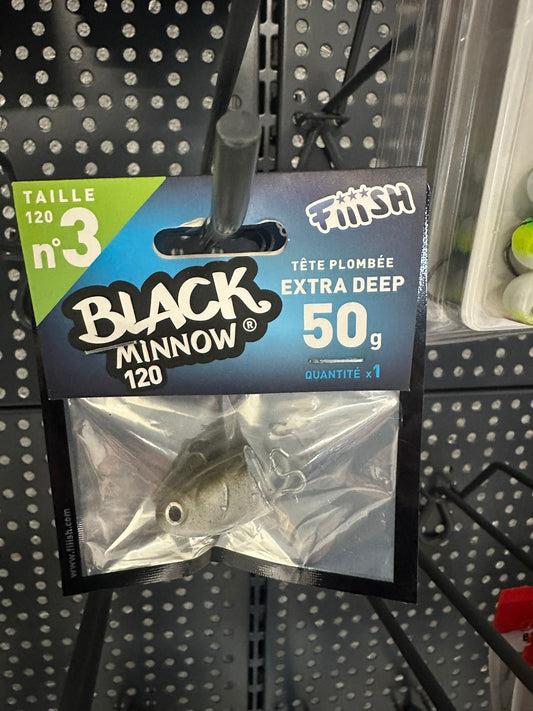 TAILLE
120
n°3
Fiiish
TÊTE PLOMBÉE
EXTRA DEEP
50g
QUANTITÉ x1
BLACK
MINNOW®
120
www.fiiish.com